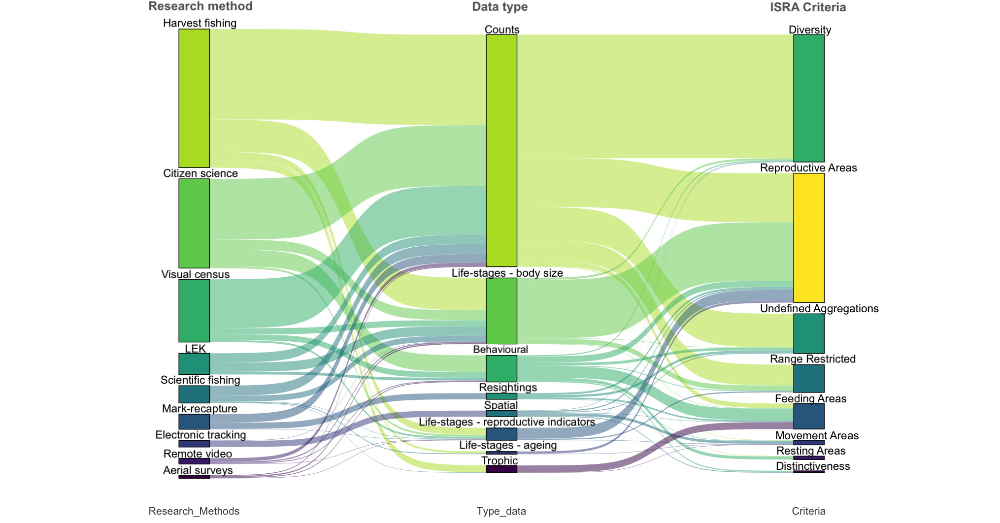 Research method
Data type
ISRA Criteria
Harvest fishing
Citizen science
Visual census
LEK
Scientific fishing
Mark-recapture
Electronic tracking
Remote video
Aerial surveys
Counts
Life-stages - body size
Behavioural
Resightings
Spatial
Life-stages - reproductive indicators
Life-stages - ageing
Trophic
Diversity
Reproductive Areas
Undefined Aggregations
Range Restricted
Feeding Areas
Movement Areas
Resting Areas
Distinctiveness
Research_Methods
Type_data
Criteria